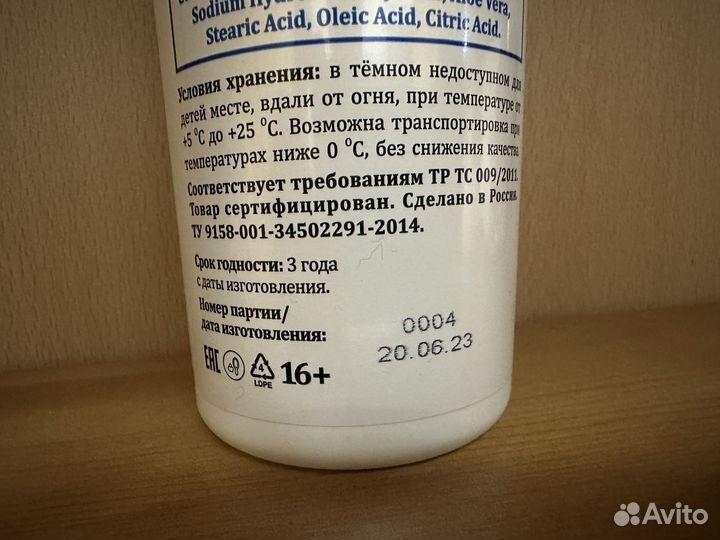 Sodium Vera,
Stearic Acid, Oleic Acid, Citric Acid.
Условия хранения: в тёмном недоступном для
детей месте, вдали от огня, при температуре от
+5 °C до +25 °C. Возможна транспортировка при
температурах ниже 0 °C, без снижения качества.
Соответствует требованиям ТР ТС 009/2011.
Товар сертифицирован. Сделано в России.
ТУ 9158-001-34502291-2014.
Срок годности: 3 года
с даты изготовления.
Номер партии/
дата изготовления:
0004
20.06.23
EAC 4 LDPE 16+
Avito